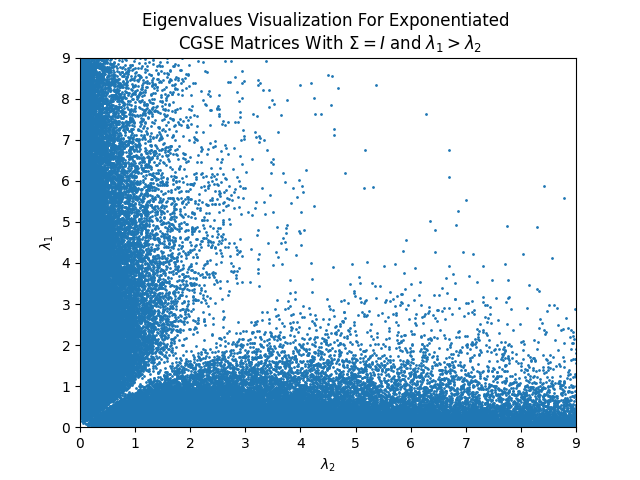 Eigenvalues Visualization For Exponentiated
CGSE Matrices With Σ = I and λ₁ > λ₂
9
8
7
6
5
4
3
2
1
0
λ₁
0 1 2 3 4 5 6 7 8 9
λ₂